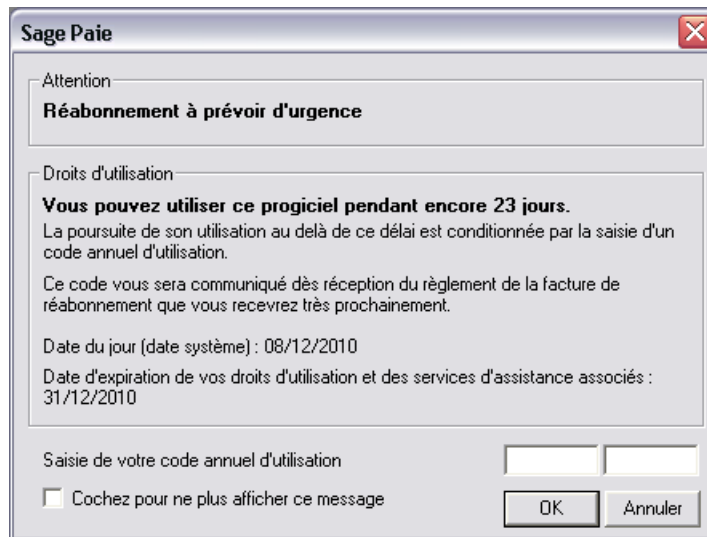 Sage Paie
Attention
Réabonnement à prévoir d'urgence
Droits d'utilisation
Vous pouvez utiliser ce progiciel pendant encore 23 jours.
La poursuite de son utilisation au delà de ce délai est conditionnée par la saisie d'un
code annuel d'utilisation.
Ce code vous sera communiqué dès réception du règlement de la facture de
réabonnement que vous recevrez très prochainement.
Date du jour (date système) : 08/12/2010
Date d'expiration de vos droits d'utilisation et des services d'assistance associés :
31/12/2010
Saisie de votre code annuel d'utilisation
Cochez pour ne plus afficher ce message
OK
Annuler